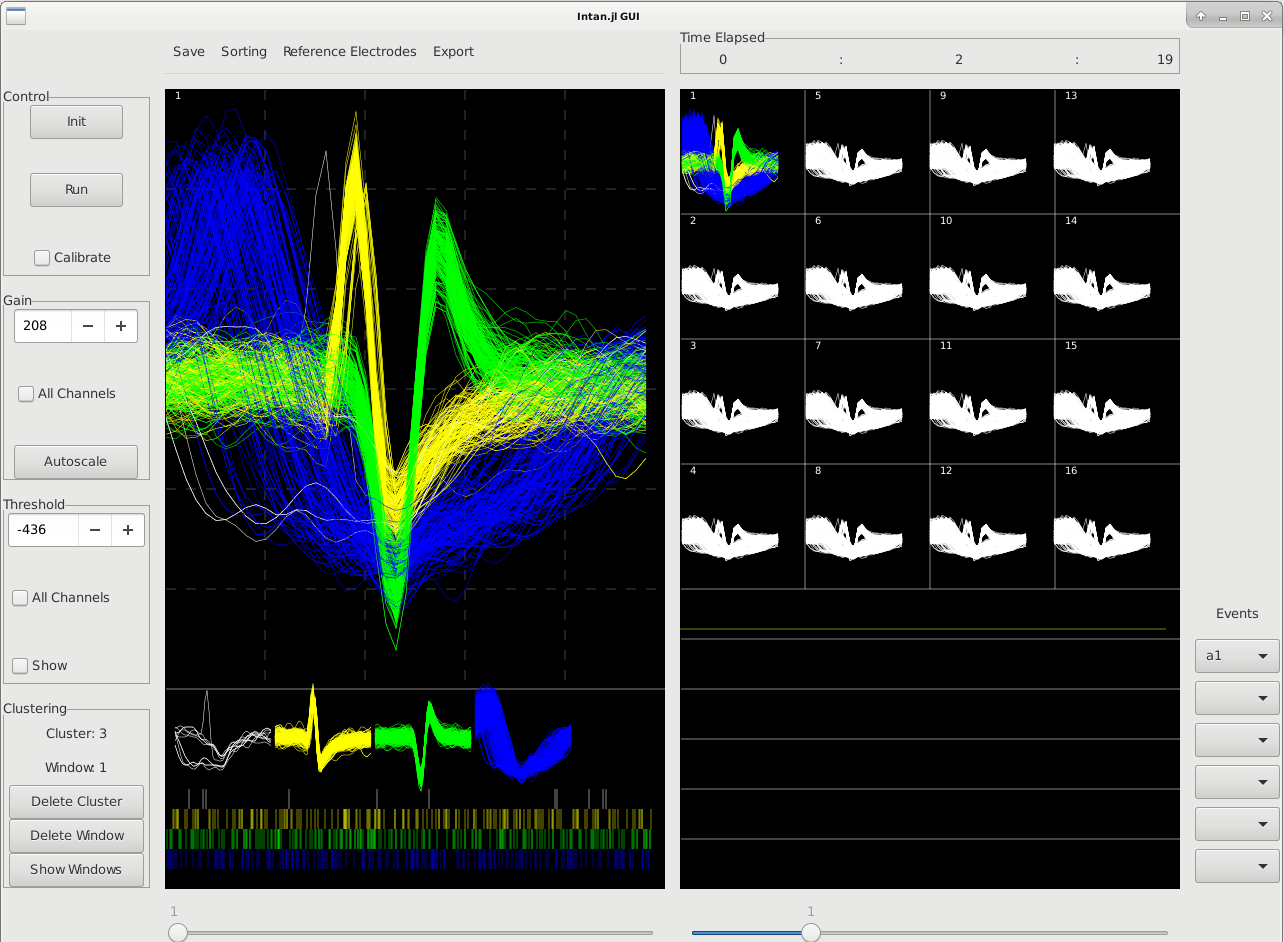 Intan.jl GUI
Save Sorting Reference Electrodes Export
Time Elapsed
0 : 2 : 19
Control
Init
Run
Calibrate
Gain
208 − +
All Channels
Autoscale
Threshold
-436 − +
All Channels
Show
Clustering
Cluster: 3
Window: 1
Delete Cluster
Delete Window
Show Windows
1
1
1 5 9 13
2 6 10 14
3 7 11 15
4 8 12 16
1
Events
a1